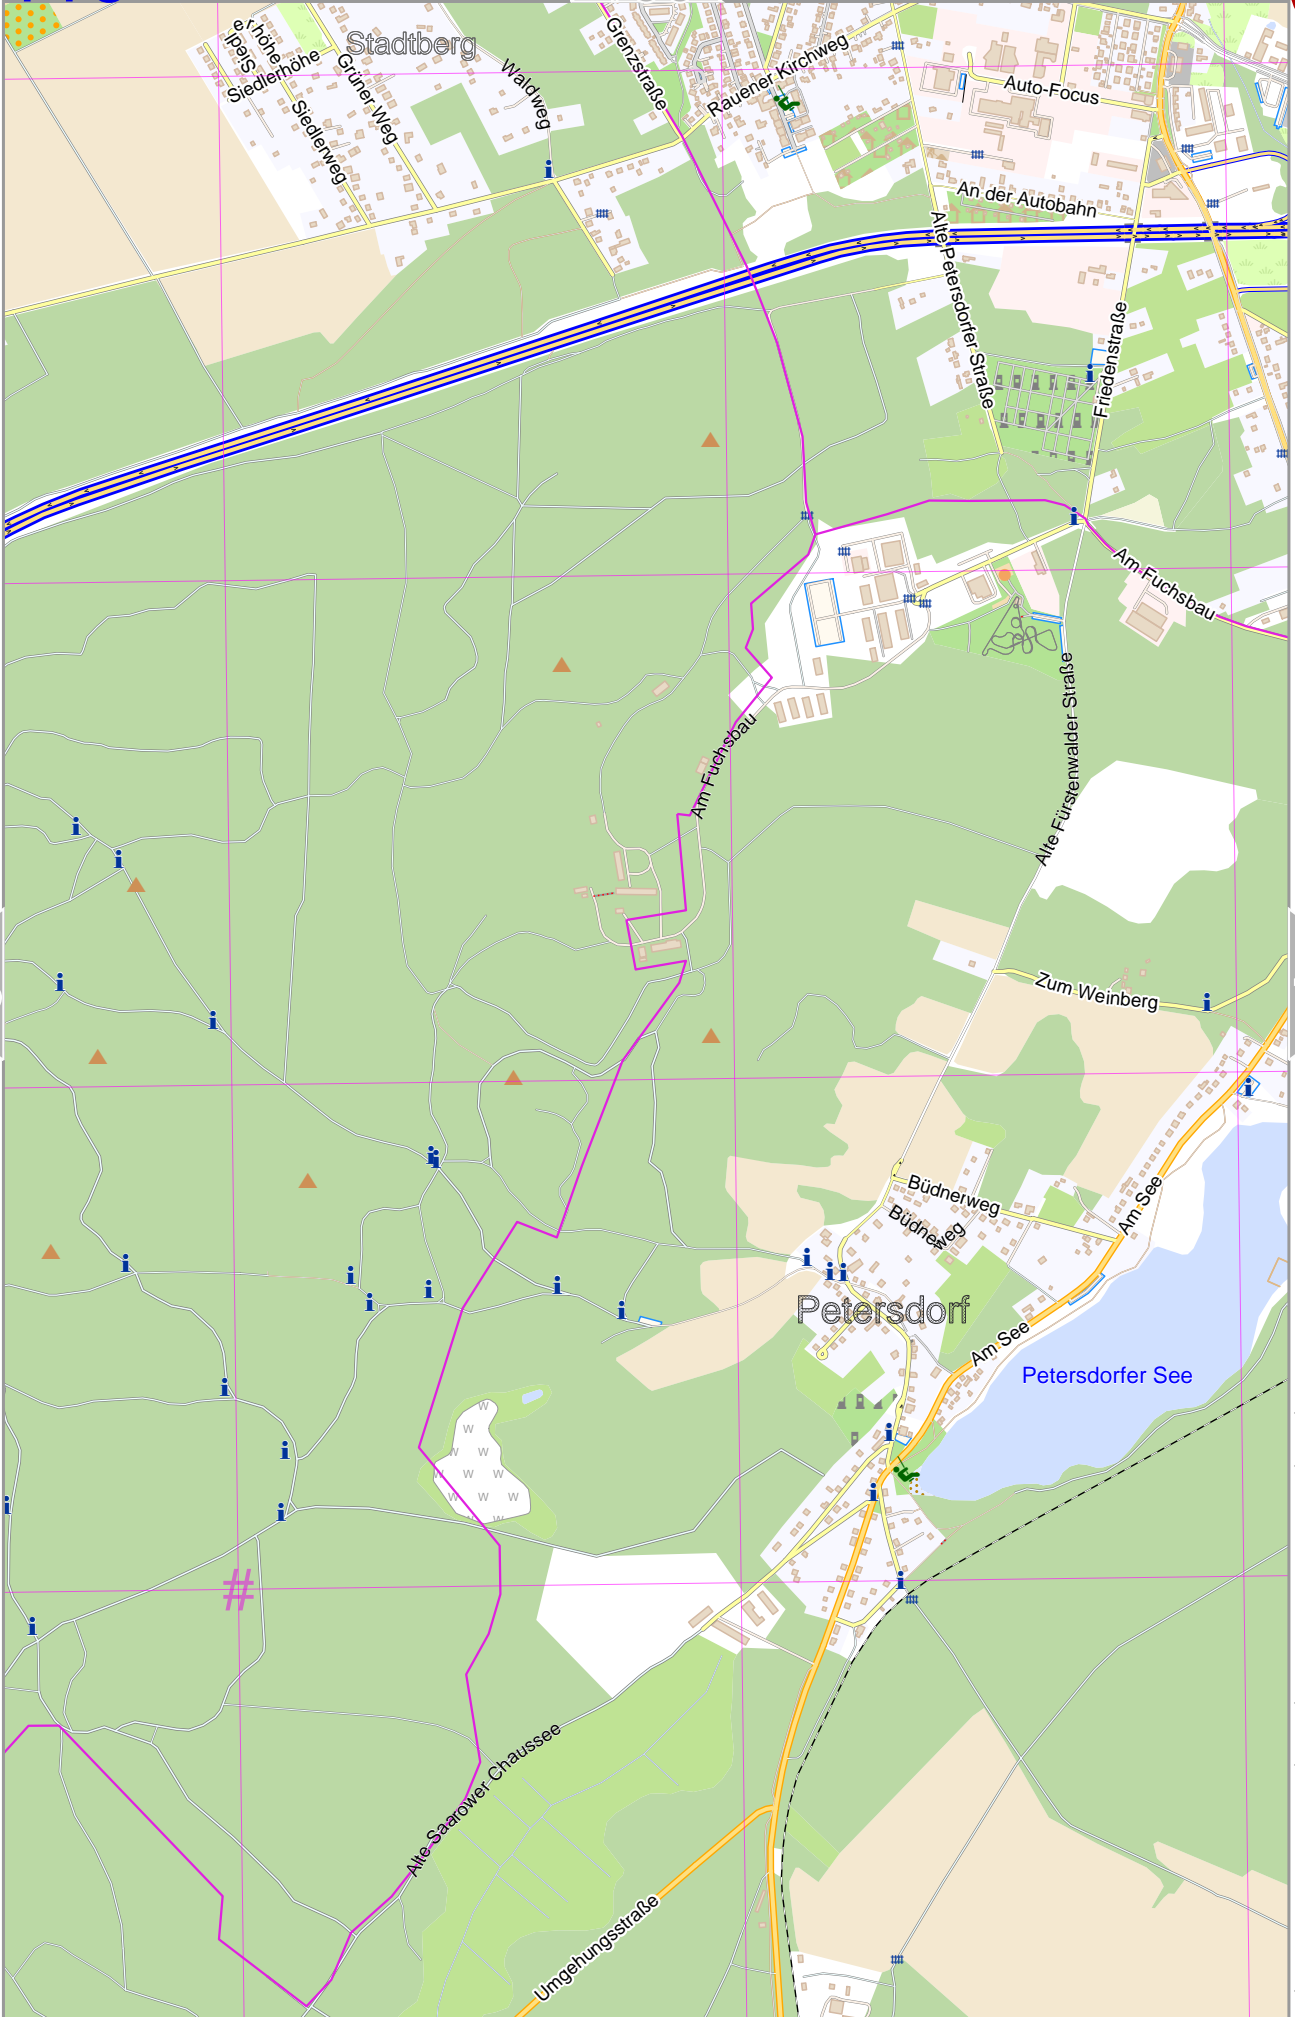 Stadtberg
Siedlerhöhe
Siedlerhöhe
Grüner Weg
Siedlerweg
Waldweg
Grenzstraße
Rauener Kirchweg
Auto-Focus
An der Autobahn
Alte Petersdorfer Straße
Friedenstraße
Am Fuchsbau
Am Fuchsbau
Alte Fürstenwalder Straße
Zum Weinberg
Büdnerweg
Büdnerweg
Am See
Petersdorf
Am See
Petersdorfer See
#
Alte Saarower Chaussee
Umgehungsstraße